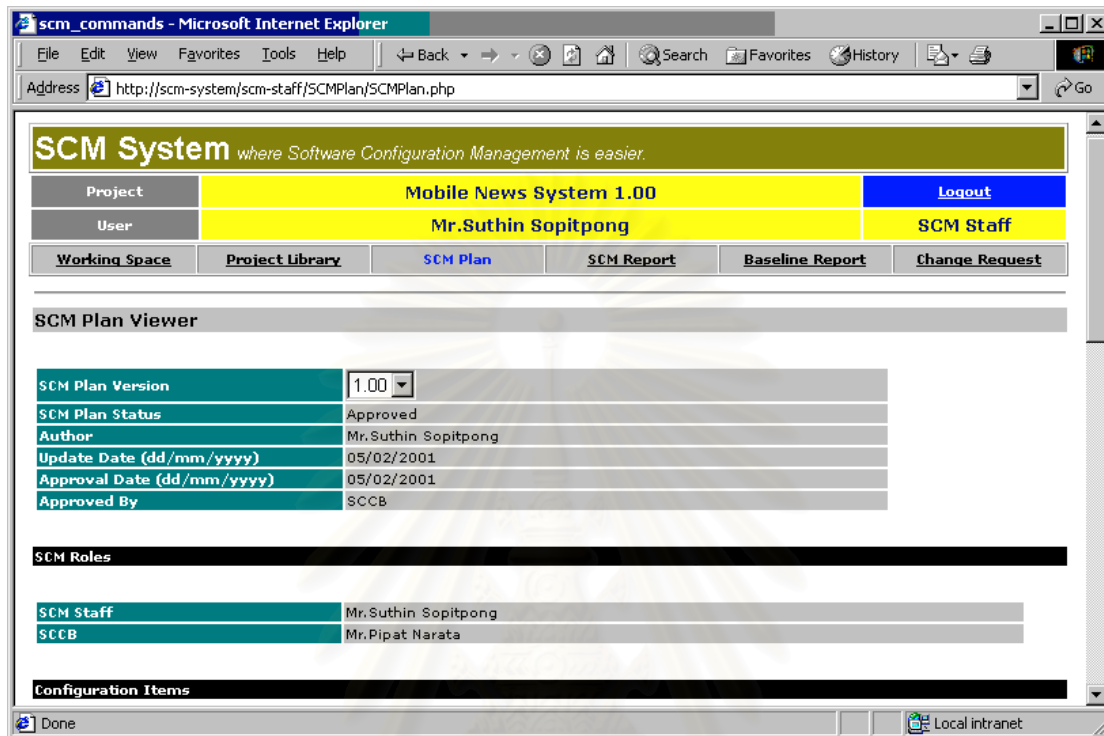 scm_commands - Microsoft Internet Explorer
File Edit View Favorites Tools Help Back Search Favorites History
Address http://scm-system/scm-staff/SCMPlan/SCMPlan.php Go
SCM System where Software Configuration Management is easier.
Project Mobile News System 1.00 Logout
User Mr.Suthin Sopitpong SCM Staff
Working Space Project Library SCM Plan SCM Report Baseline Report Change Request
SCM Plan Viewer
SCM Plan Version 1.00
SCM Plan Status Approved
Author Mr.Suthin Sopitpong
Update Date (dd/mm/yyyy) 05/02/2001
Approval Date (dd/mm/yyyy) 05/02/2001
Approved By SCCB
SCM Roles
SCM Staff Mr.Suthin Sopitpong
SCCB Mr.Pipat Narata
Configuration Items
Done Local intranet